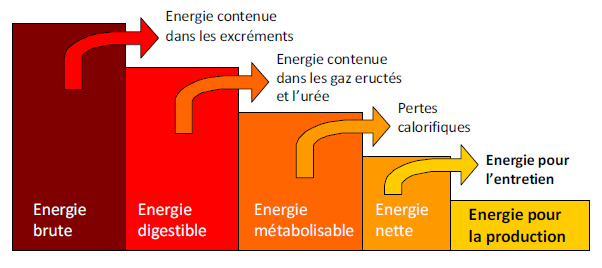 Energie contenue
dans les excréments
Energie contenue
dans les gaz eructés
et l'urée
Pertes
calorifiques
Energie pour
l'entretien
Energie
brute
Energie
digestible
Energie
métabolisable
Energie
nette
Energie pour
la production